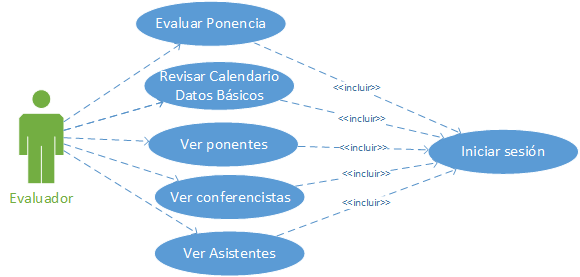 Evaluar Ponencia
Revisar Calendario
Datos Básicos
<<incluir>>
<<incluir>>
Ver ponentes
<<incluir>>
Iniciar sesión
<<incluir>>
Evaluador
Ver conferencistas
<<incluir>>
Ver Asistentes